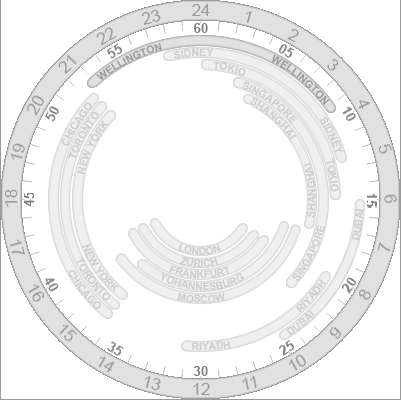 24
1
2
3
4
5
6
7
8
9
10
11
12
13
14
15
16
17
18
19
20
21
22
23
60
05
10
15
20
25
30
35
40
45
50
55
WELLINGTON
WELLINGTON
SIDNEY
SIDNEY
TOKIO
TOKIO
SINGAPORE
SINGAPORE
SHANGHAI
SHANGHAI
DUBAI
DUBAI
RIYADH
RIYADH
CHICAGO
CHICAGO
TORONTO
TORONTO
NEW YORK
NEW YORK
LONDON
ZURICH
FRANKFURT
YOHANNESBURG
MOSCOW